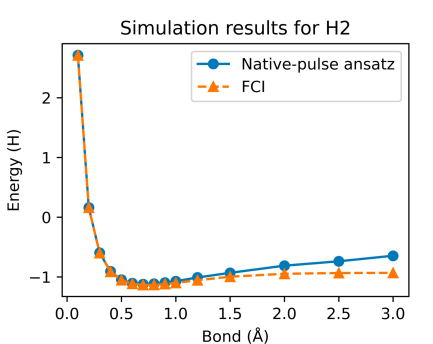 Simulation results for H2
Native-pulse ansatz
FCI
Energy (H)
2
1
0
−1
0.0 0.5 1.0 1.5 2.0 2.5 3.0
Bond (Å)